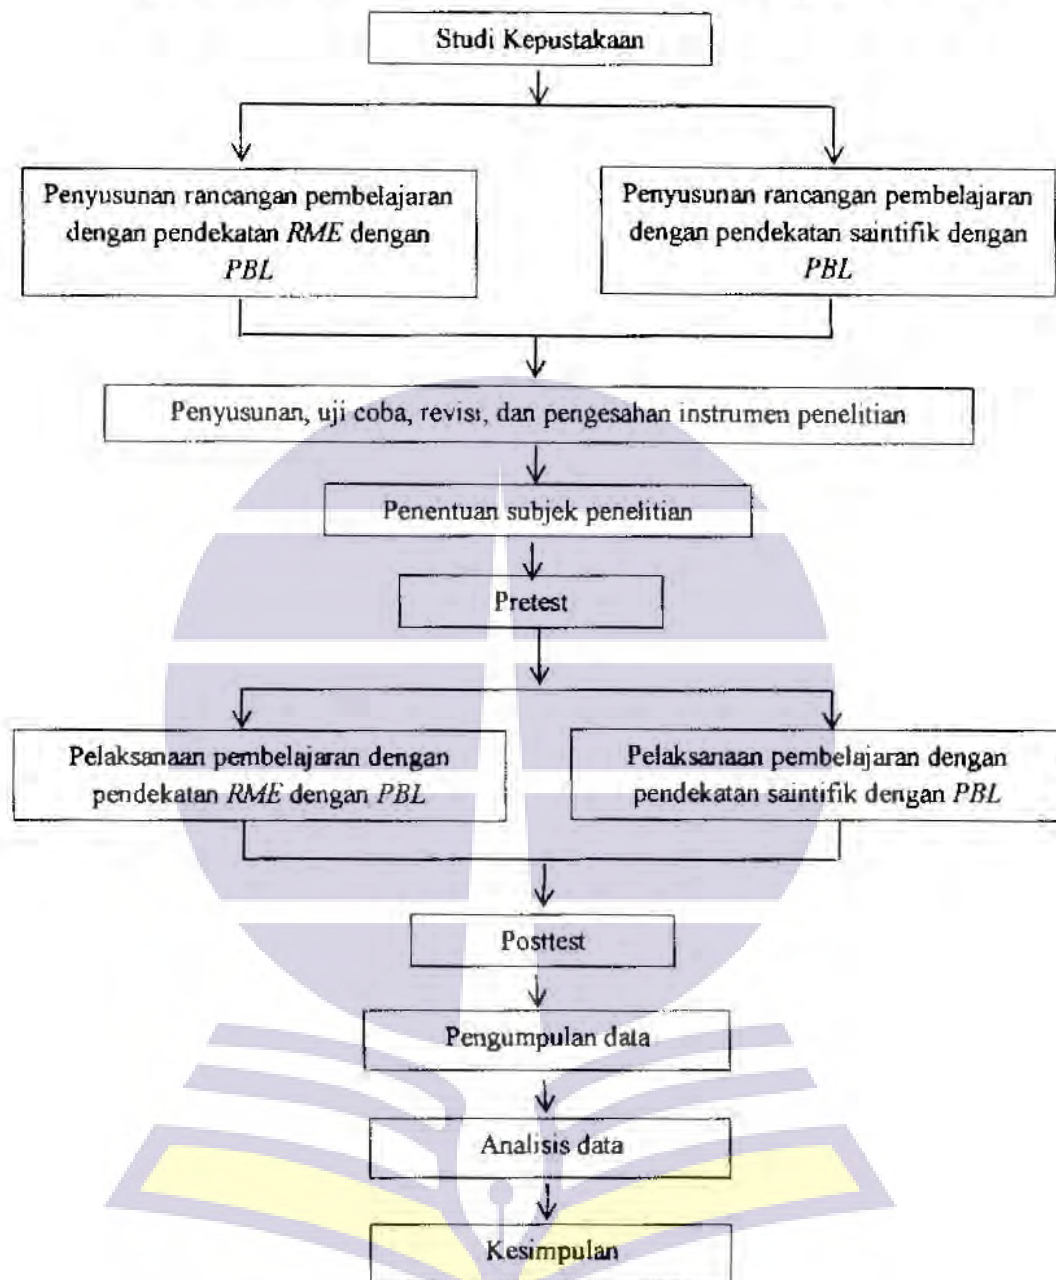 Studi Kepustakaan
Penyusunan rancangan pembelajaran
dengan pendekatan RME dengan
PBL
Penyusunan rancangan pembelajaran
dengan pendekatan saintifik dengan
PBL
Penyusunan, uji coba, revisi, dan pengesahan instrumen penelitian
Penentuan subjek penelitian
Pretest
Pelaksanaan pembelajaran dengan
pendekatan RME dengan PBL
Pelaksanaan pembelajaran dengan
pendekatan saintifik dengan PBL
Posttest
Pengumpulan data
Analisis data
Kesimpulan